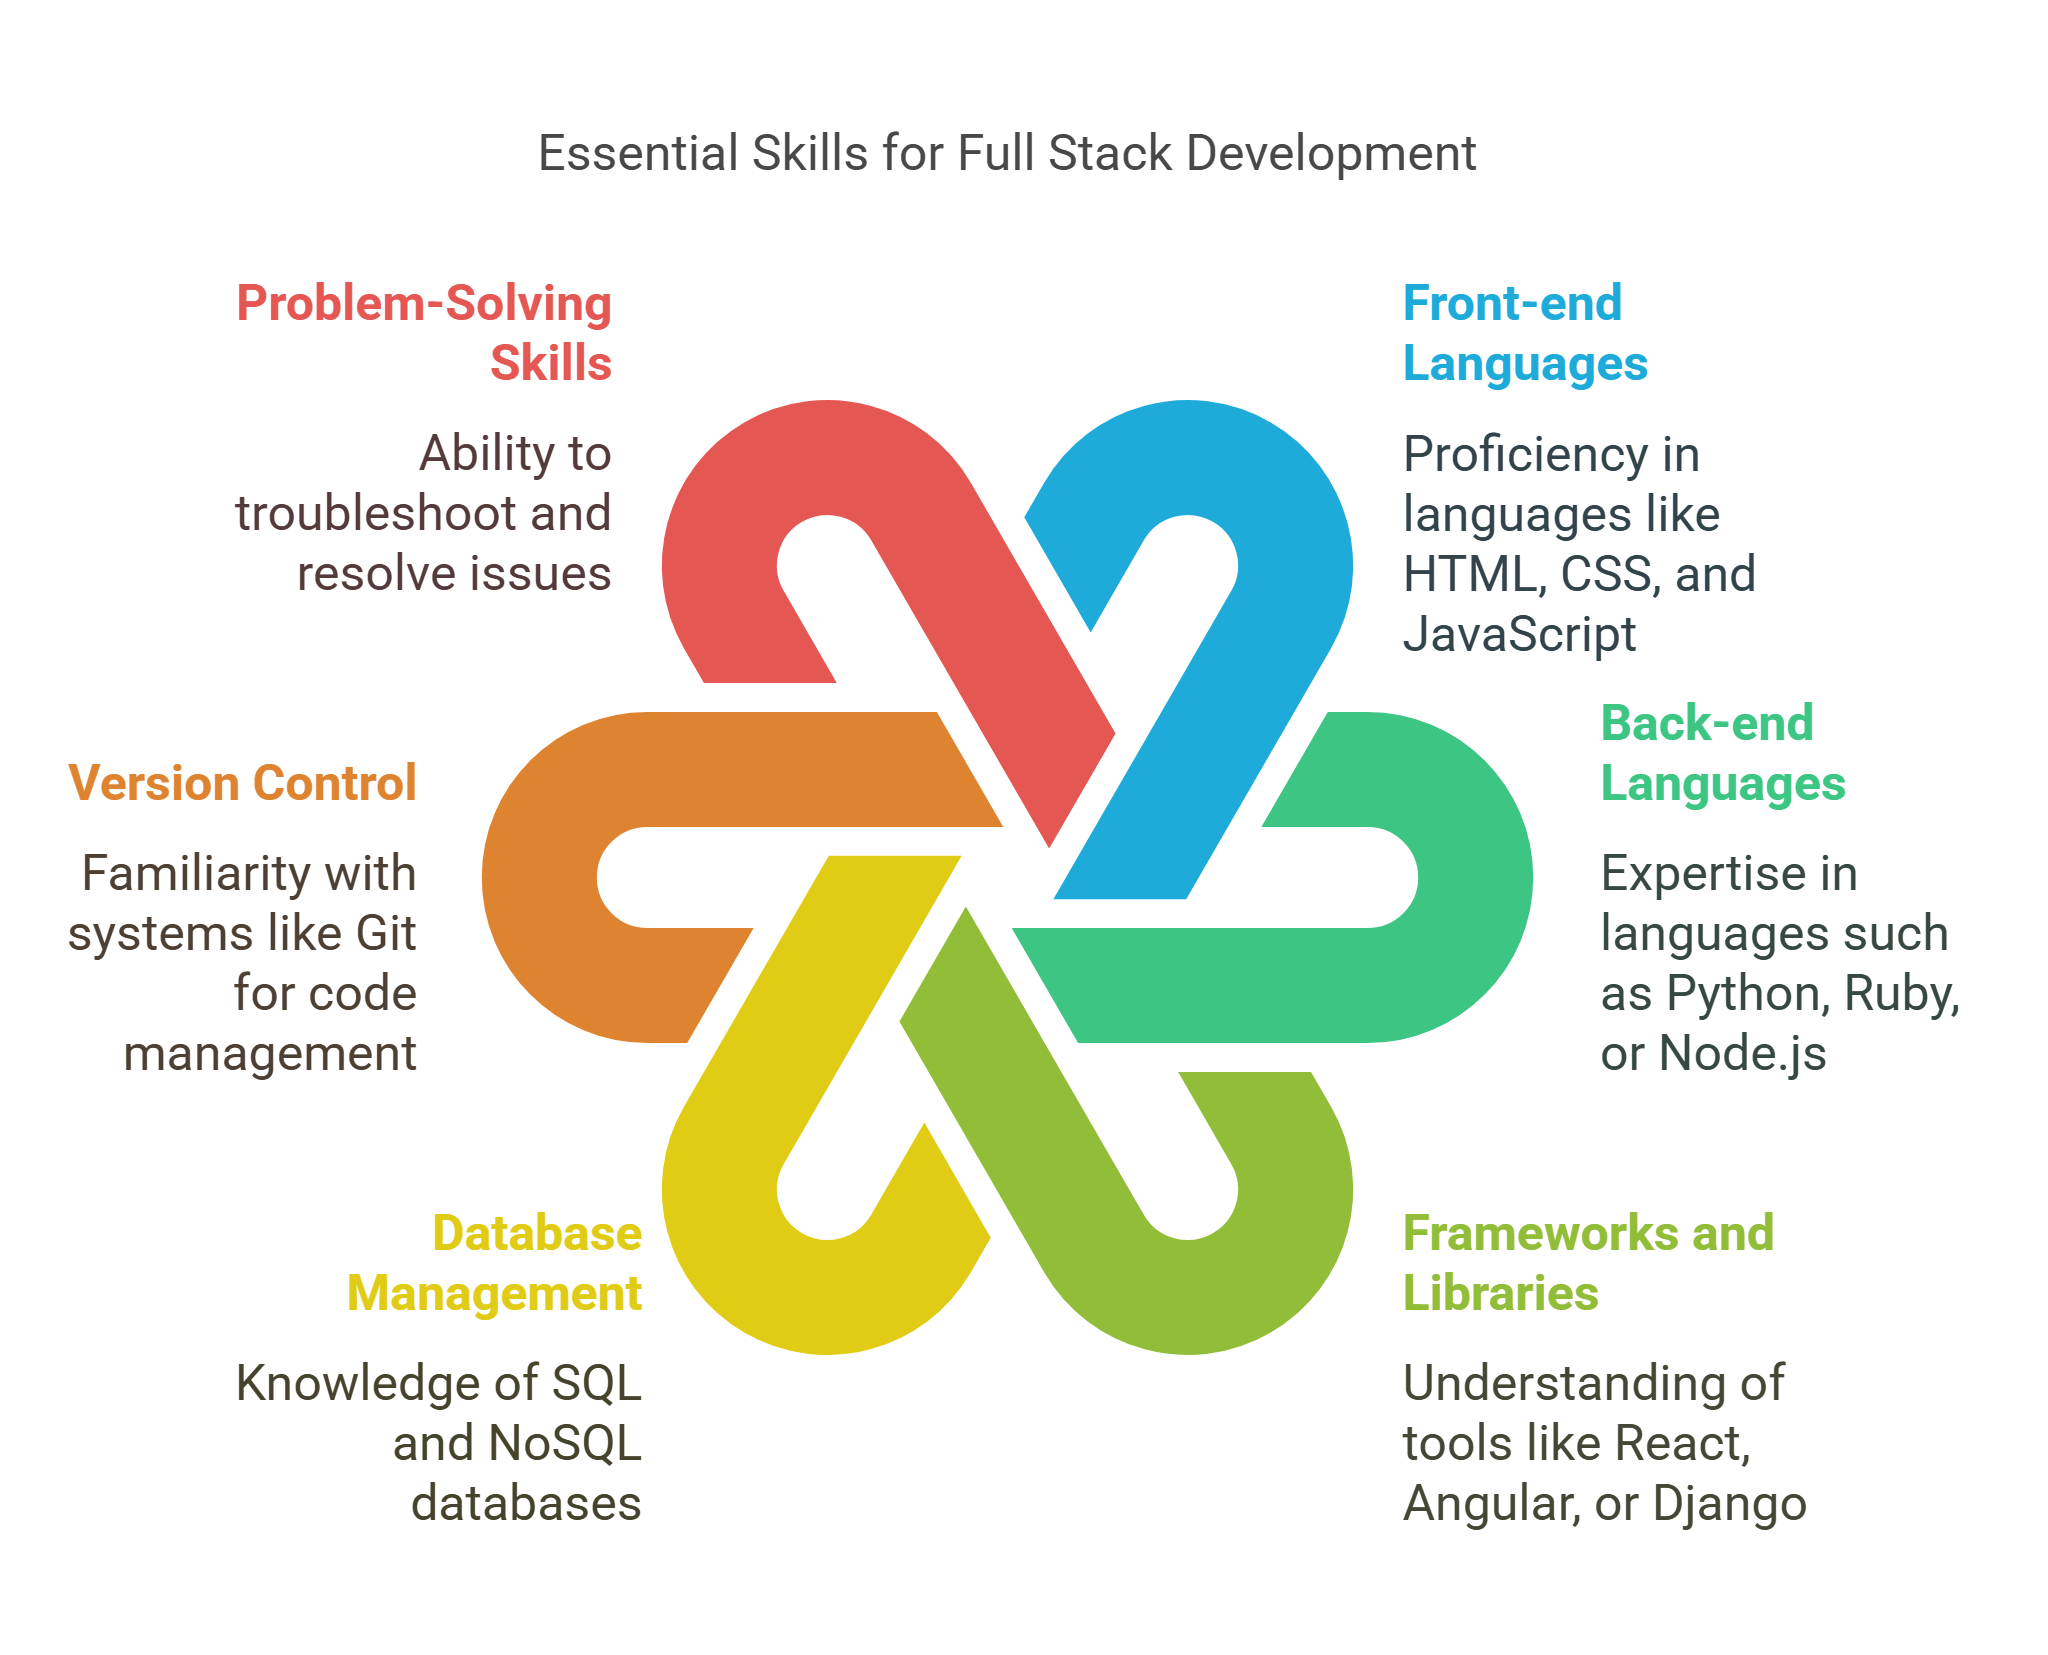 Essential Skills for Full Stack Development
Problem-Solving
Skills
Ability to
troubleshoot and
resolve issues
Front-end
Languages
Proficiency in
languages like
HTML, CSS, and
JavaScript
Version Control
Familiarity with
systems like Git
for code
management
Back-end
Languages
Expertise in
languages such
as Python, Ruby,
or Node.js
Database
Management
Knowledge of SQL
and NoSQL
databases
Frameworks and
Libraries
Understanding of
tools like React,
Angular, or Django